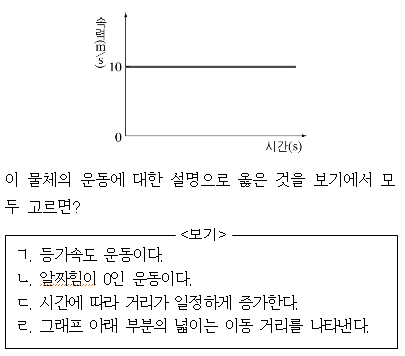 속력(m/s)
10
0
시간(s)
이 물체의 운동에 대한 설명으로 옳은 것을 보기에서 모
두 고르면?
<보기>
ㄱ. 등가속도 운동이다.
ㄴ. 알짜힘이 0인 운동이다.
ㄷ. 시간에 따라 거리가 일정하게 증가한다.
ㄹ. 그래프 아래 부분의 넓이는 이동 거리를 나타낸다.